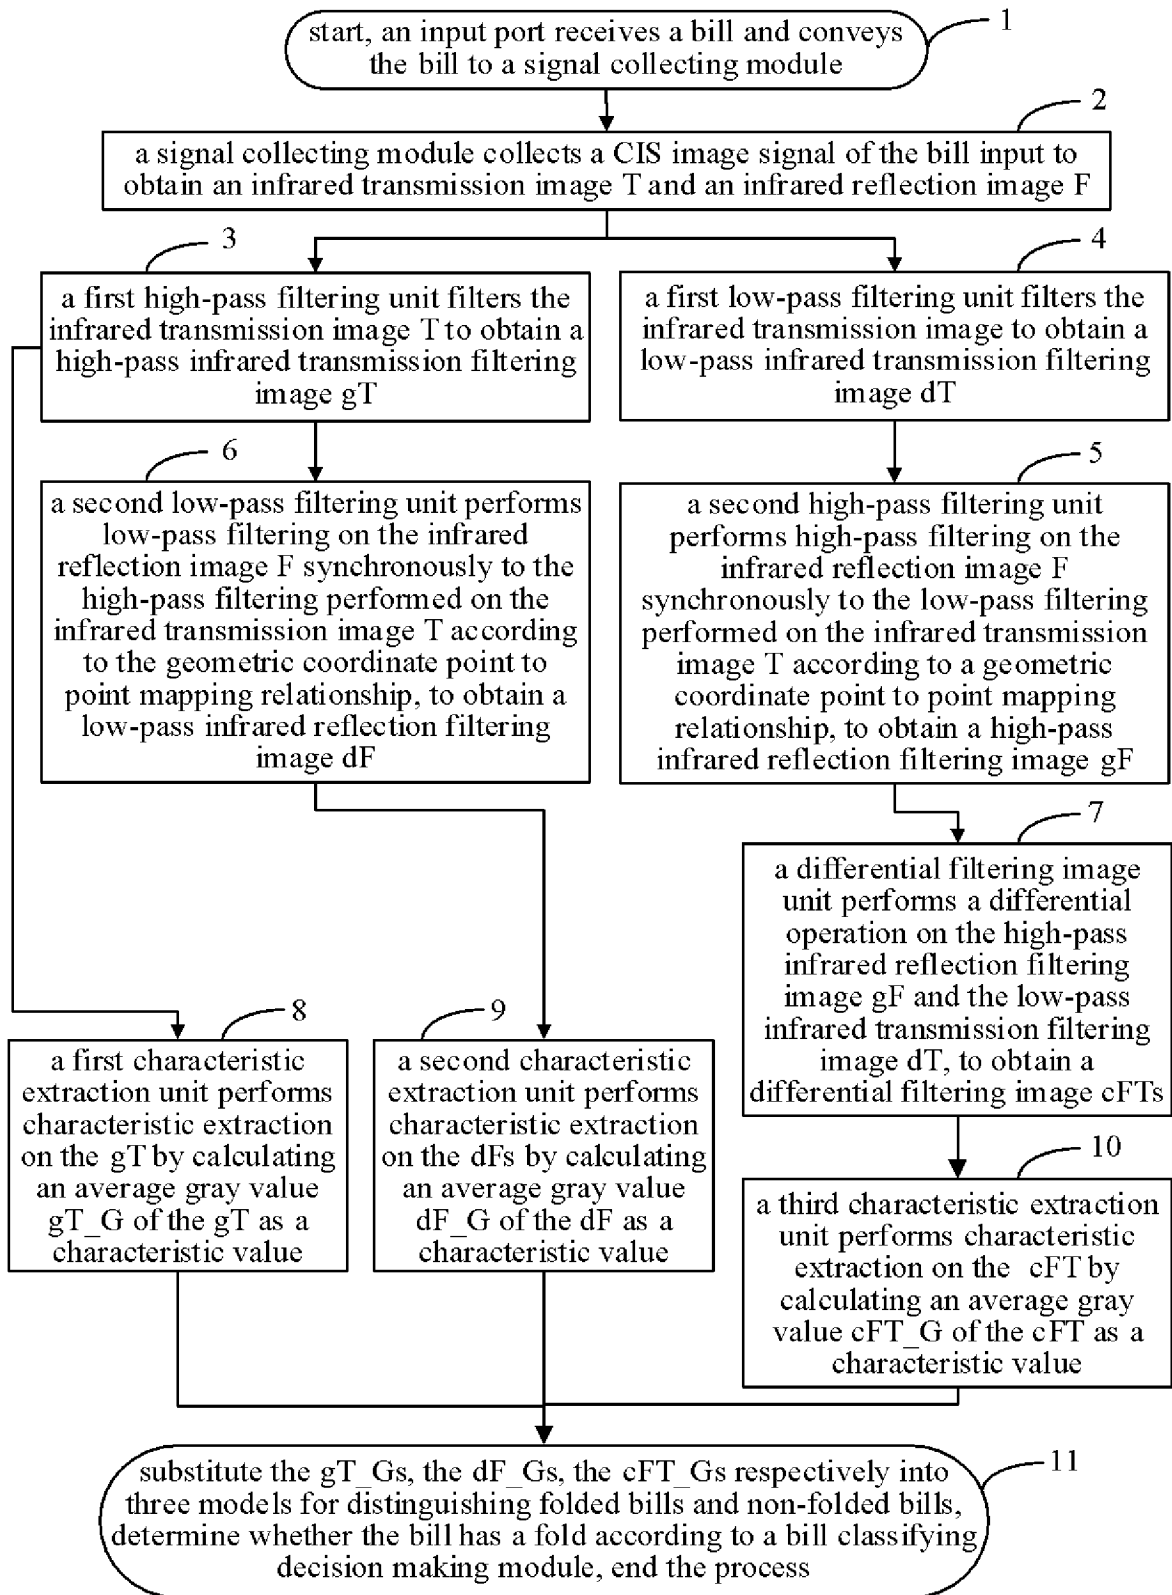 start, an input port receives a bill and conveys
the bill to a signal collecting module
1
2
a signal collecting module collects a CIS image signal of the bill input to
obtain an infrared transmission image T and an infrared reflection image F
3
a first high-pass filtering unit filters the
infrared transmission image T to obtain a
high-pass infrared transmission filtering
image gT
4
a first low-pass filtering unit filters the
infrared transmission image to obtain a
low-pass infrared transmission filtering
image dT
6
a second low-pass filtering unit performs
low-pass filtering on the infrared
reflection image F synchronously to the
high-pass filtering performed on the
infrared transmission image T according
to the geometric coordinate point to
point mapping relationship, to obtain a
low-pass infrared reflection filtering
image dF
5
a second high-pass filtering unit
performs high-pass filtering on the
infrared reflection image F
synchronously to the low-pass filtering
performed on the infrared transmission
image T according to a geometric
coordinate point to point mapping
relationship, to obtain a high-pass
infrared reflection filtering image gF
7
a differential filtering image
unit performs a differential
operation on the high-pass
infrared reflection filtering
image gF and the low-pass
infrared transmission filtering
image dT, to obtain a
differential filtering image cFTs
8
a first characteristic
extraction unit performs
characteristic extraction
on the gT by calculating
an average gray value
gT_G of the gT as a
characteristic value
9
a second characteristic
extraction unit performs
characteristic extraction
on the dFs by calculating
an average gray value
dF_G of the dF as a
characteristic value
10
a third characteristic extraction
unit performs characteristic
extraction on the cFT by
calculating an average gray
value cFT_G of the cFT as a
characteristic value
11
substitute the gT_Gs, the dF_Gs, the cFT_Gs respectively into
three models for distinguishing folded bills and non-folded bills,
determine whether the bill has a fold according to a bill classifying
decision making module, end the process